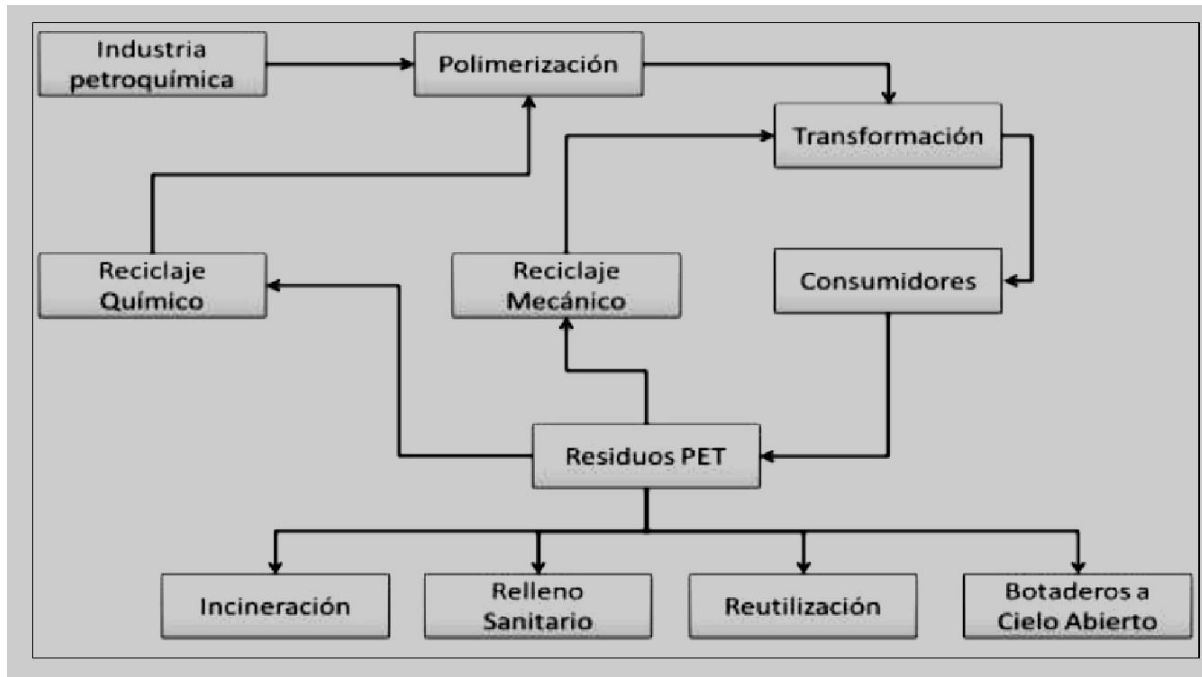 Industria
petroquímica
Polimerización
Transformación
Reciclaje
Químico
Reciclaje
Mecánico
Consumidores
Residuos PET
Incineración
Relleno
Sanitario
Reutilización
Botaderos a
Cielo Abierto